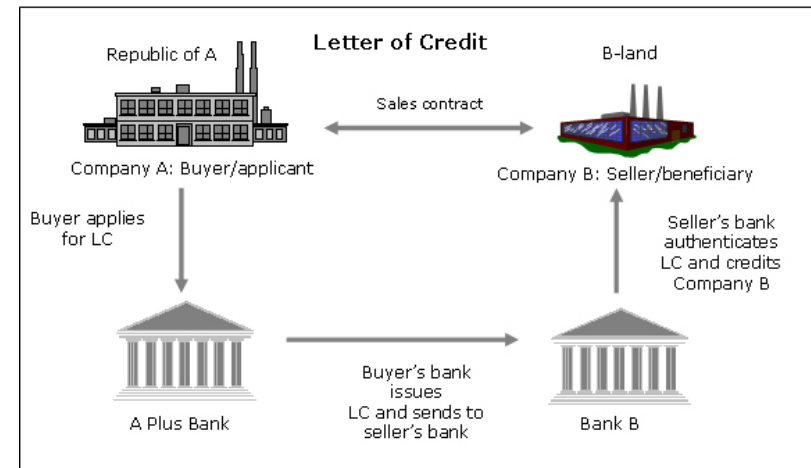 Letter of Credit
Republic of A
B-land
Sales contract
Company A: Buyer/applicant
Company B: Seller/beneficiary
Buyer applies
for LC
Seller's bank
authenticates
LC and credits
Company B
Buyer's bank
issues
LC and sends to
seller's bank
A Plus Bank
Bank B